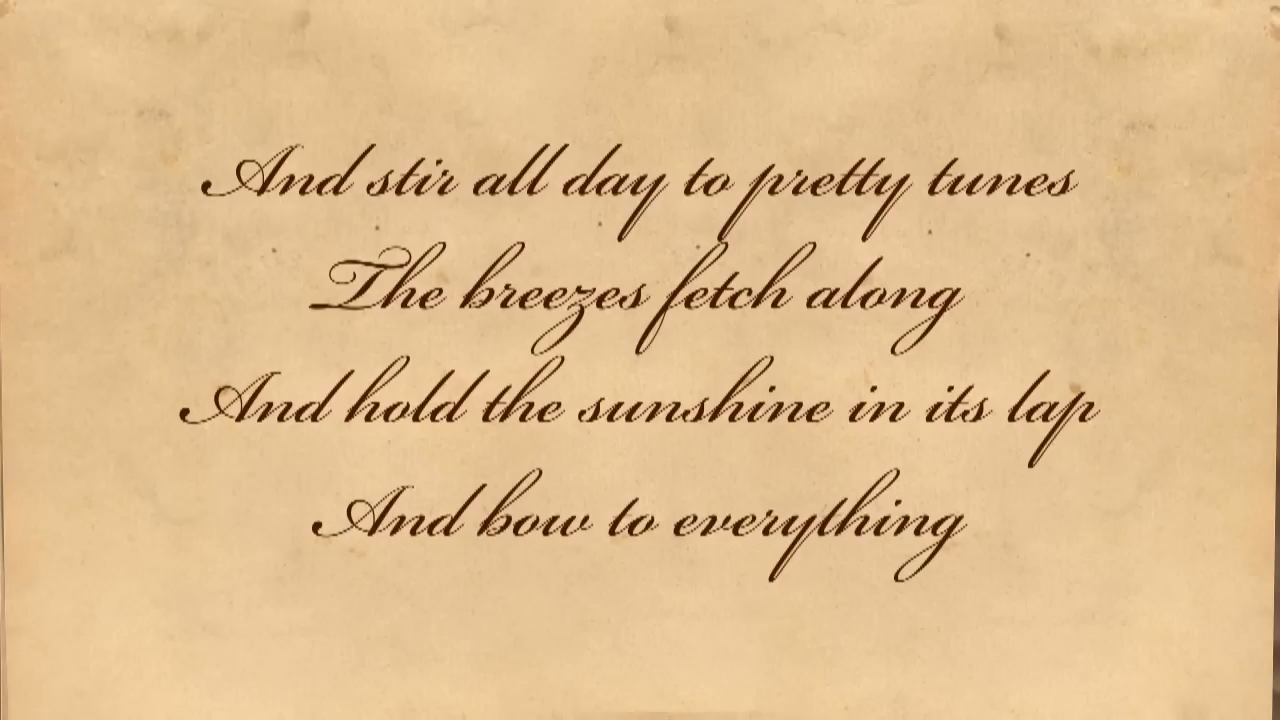 And stir all day to pretty tunes
The breezes fetch along
And hold the sunshine in its lap
And bow to everything